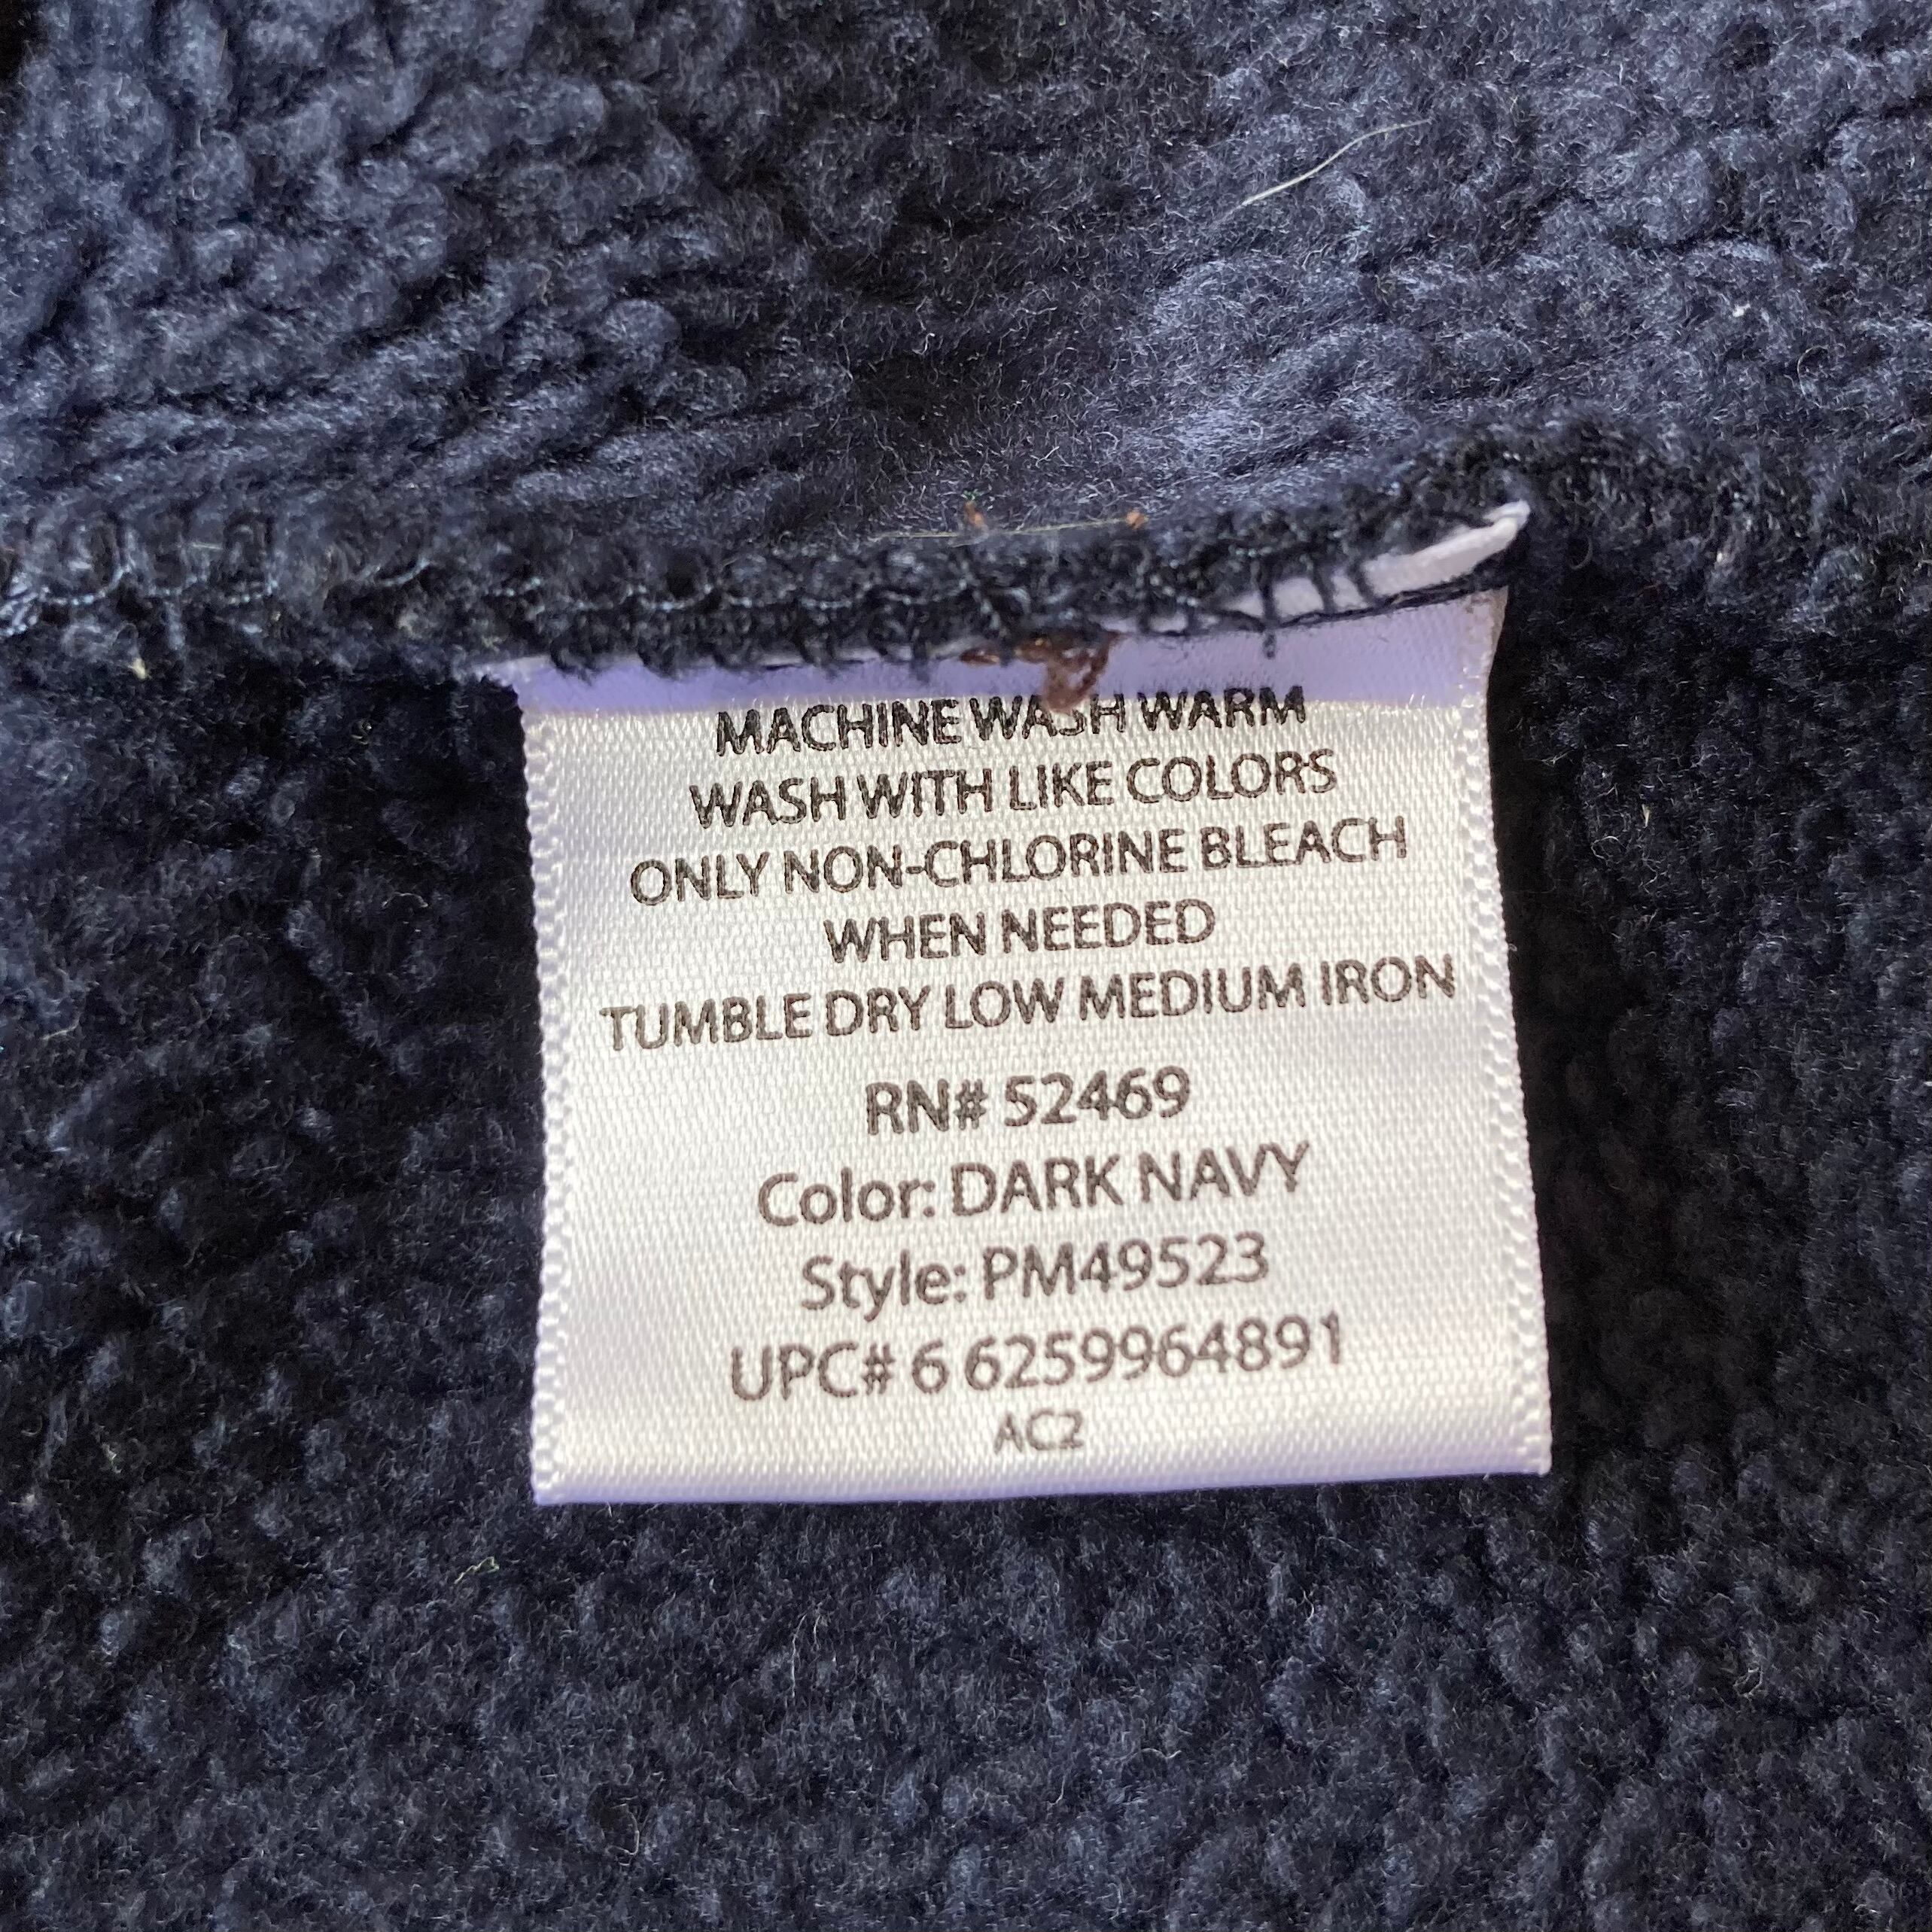 MACHINE WASH WARM
WASH WITH LIKE COLORS
ONLY NON-CHLORINE BLEACH
WHEN NEEDED
TUMBLE DRY LOW MEDIUM IRON
RN# 52469
Color: DARK NAVY
Style: PM49523
UPC# 6 6259964891
AC2